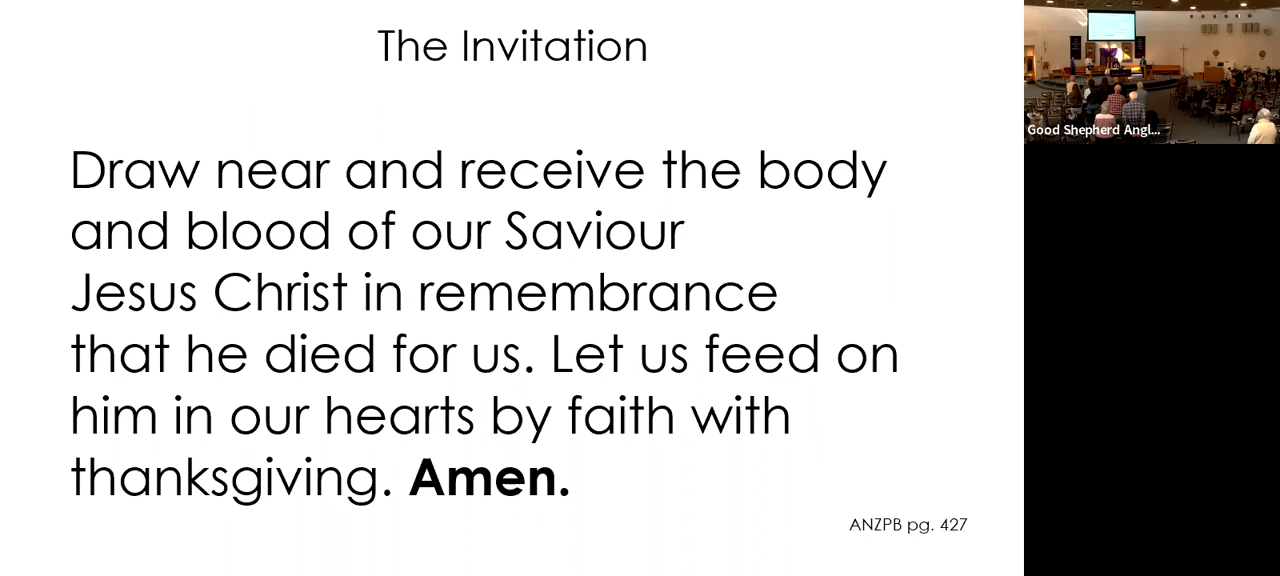 The Invitation
Draw near and receive the body
and blood of our Saviour
Jesus Christ in remembrance
that he died for us. Let us feed on
him in our hearts by faith with
thanksgiving. Amen.
ANZPB pg. 427
Good Shepherd Angl...